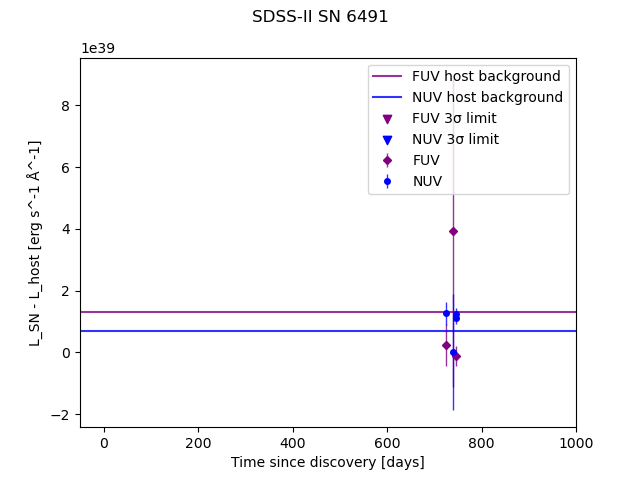 SDSS-II SN 6491
1e39
FUV host background
NUV host background
FUV 3σ limit
NUV 3σ limit
FUV
NUV
8
6
4
2
0
−2
L_SN - L_host [erg s^-1 Å^-1]
0 200 400 600 800 1000
Time since discovery [days]